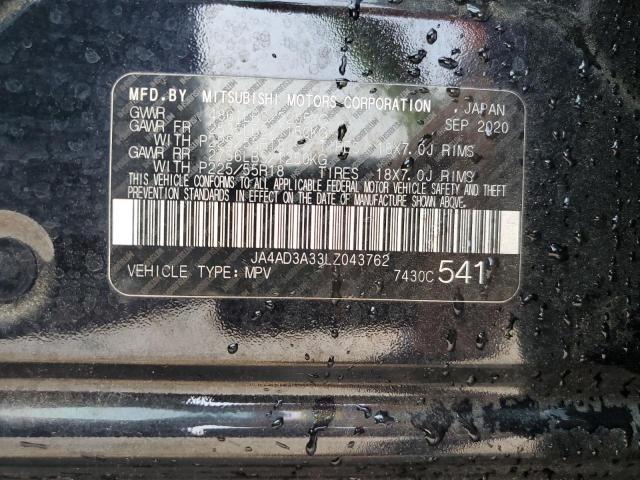 MFD. BY MITSUBISHI MOTORS CORPORATION , JAPAN
GVWR SEP 2020
GAWR FR
WITH 18X7.0J RIMS
GAWR RR
WITH P225/55R18 TIRES 18X7.0J RIMS
THIS VEHICLE CONFORMS TO ALL APPLICABLE FEDERAL MOTOR VEHICLE SAFETY AND THEFT
PREVENTION STANDARDS IN EFFECT ON THE DATE OF MANUFACTURE SHOWN ABOVE.
JA4AD3A33LZ043762
VEHICLE TYPE: MPV 7430C 541